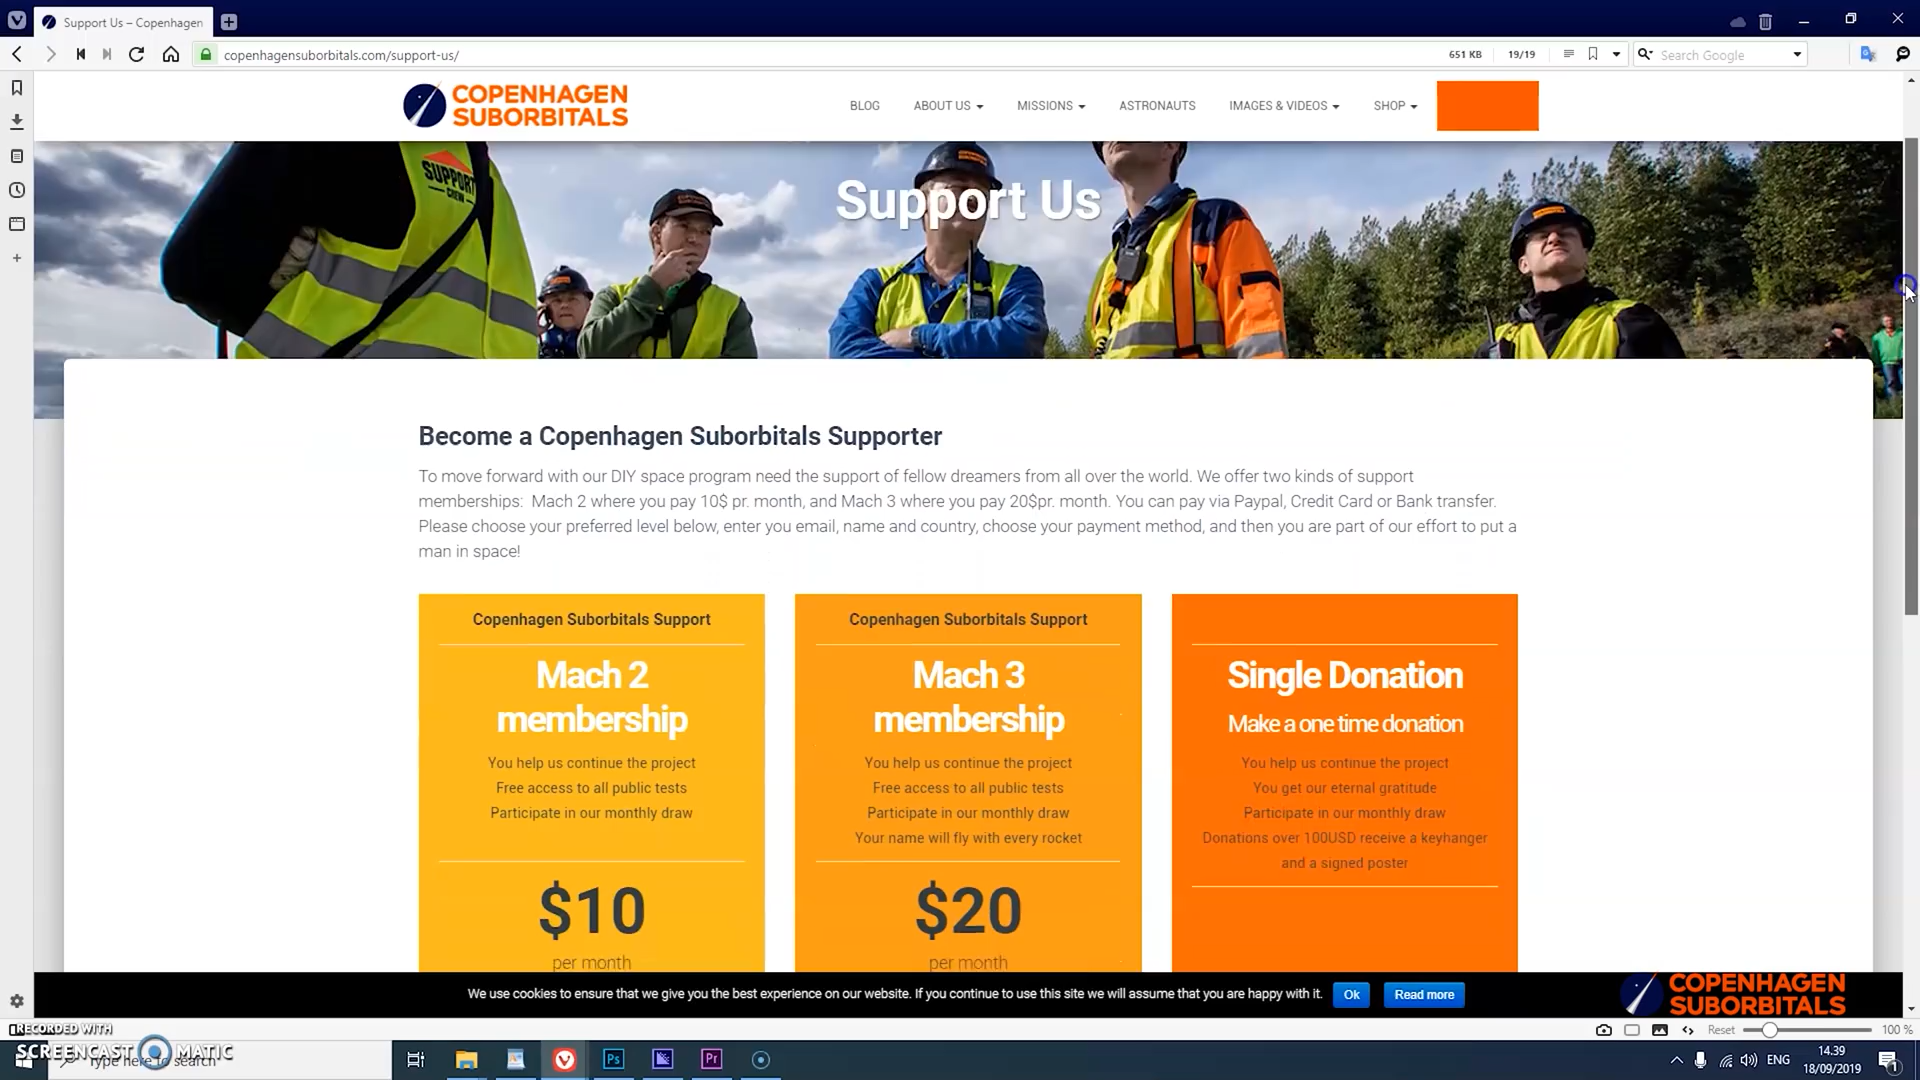 Support Us – Copenhagen
copenhagensuborbitals.com/support-us/
651 KB
19/19
Search Google
COPENHAGEN
SUBORBITALS
BLOG
ABOUT US
MISSIONS
ASTRONAUTS
IMAGES & VIDEOS
SHOP
SUPPORT
CREW
Support Us
Become a Copenhagen Suborbitals Supporter
To move forward with our DIY space program need the support of fellow dreamers from all over the world. We offer two kinds of support
memberships: Mach 2 where you pay 10$ pr. month, and Mach 3 where you pay 20$pr. month. You can pay via Paypal, Credit Card or Bank transfer.
Please choose your preferred level below, enter you email, name and country, choose your payment method, and then you are part of our effort to put a
man in space!
Copenhagen Suborbitals Support
Mach 2
membership
You help us continue the project
Free access to all public tests
Participate in our monthly draw
$10
per month
Copenhagen Suborbitals Support
Mach 3
membership
You help us continue the project
Free access to all public tests
Participate in our monthly draw
Your name will fly with every rocket
$20
per month
Single Donation
Make a one time donation
You help us continue the project
You get our eternal gratitude
Participate in our monthly draw
Donations over 100USD receive a keyhanger
and a signed poster
We use cookies to ensure that we give you the best experience on our website. If you continue to use this site we will assume that you are happy with it.
Ok
Read more
COPENHAGEN
SUBORBITALS
Reset
100 %
RECORDED WITH
SCREENCAST MATIC
Type here to search
Ps
Pr
ENG
14.39
18/09/2019
1